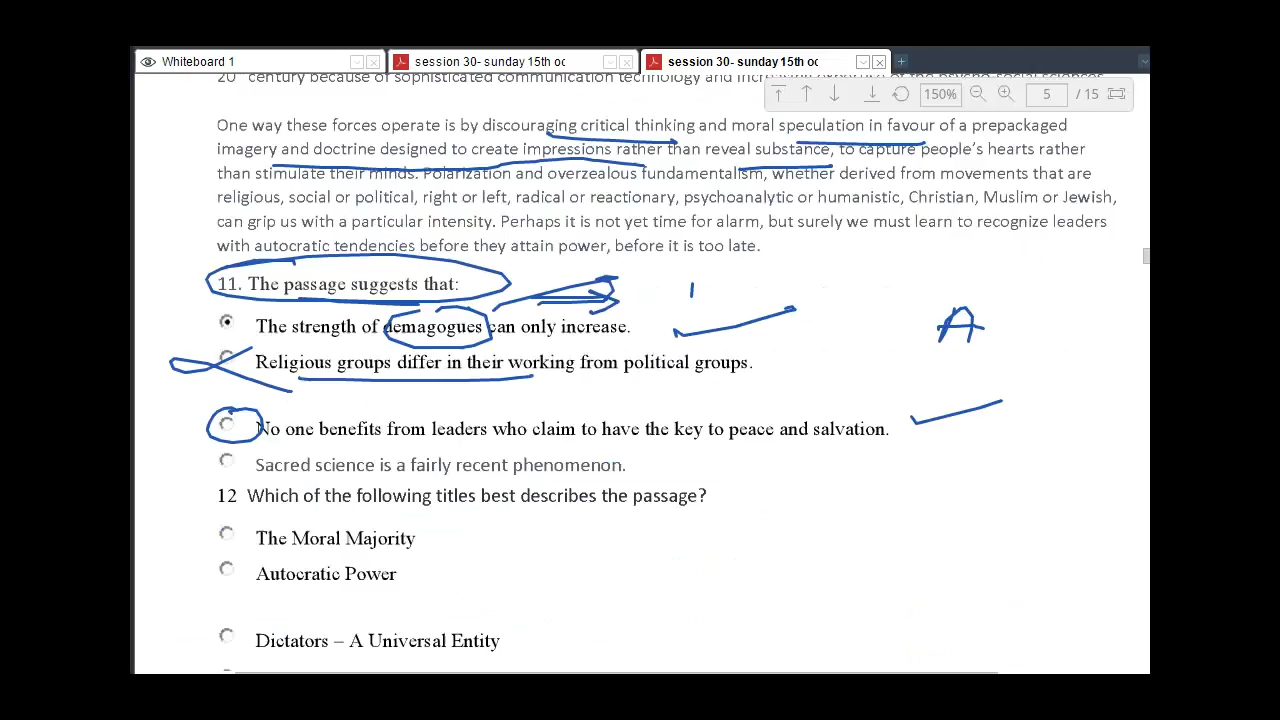 Whiteboard 1
session 30- sunday 15th oc
session 30- sunday 15th oc
150%
5
/ 15
20 century because of sophisticated communication technology and increasing expertise of the psycho-social sciences.
One way these forces operate is by discouraging critical thinking and moral speculation in favour of a prepackaged
imagery and doctrine designed to create impressions rather than reveal substance, to capture people's hearts rather
than stimulate their minds. Polarization and overzealous fundamentalism, whether derived from movements that are
religious, social or political, right or left, radical or reactionary, psychoanalytic or humanistic, Christian, Muslim or Jewish,
can grip us with a particular intensity. Perhaps it is not yet time for alarm, but surely we must learn to recognize leaders
with autocratic tendencies before they attain power, before it is too late.
11. The passage suggests that:
The strength of demagogues can only increase.
A
Religious groups differ in their working from political groups.
No one benefits from leaders who claim to have the key to peace and salvation.
Sacred science is a fairly recent phenomenon.
12 Which of the following titles best describes the passage?
The Moral Majority
Autocratic Power
Dictators – A Universal Entity